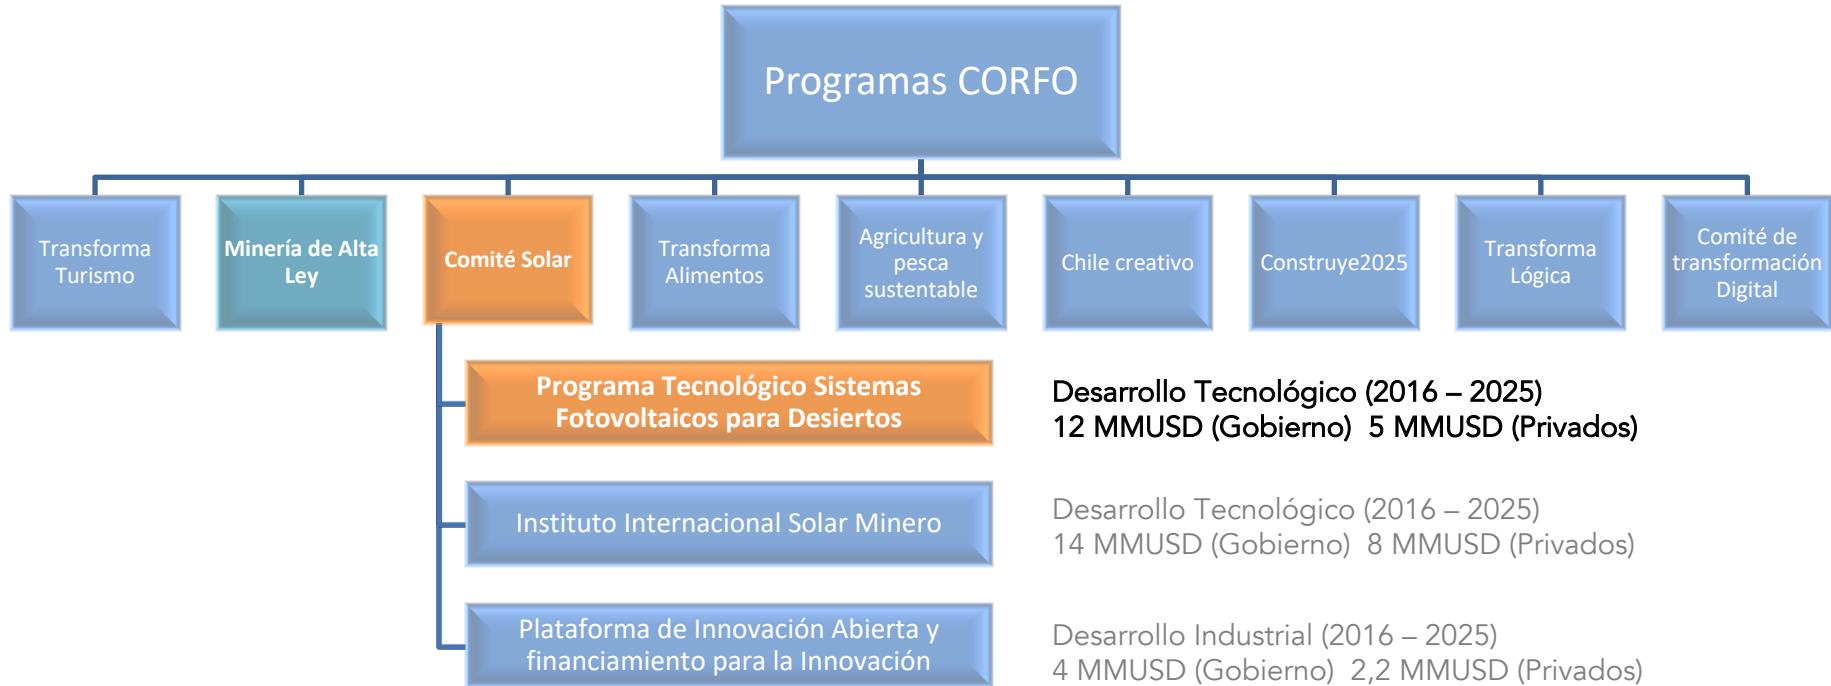 Programas CORFO
Transforma
Turismo
Minería de Alta
Ley
Comité Solar
Transforma
Alimentos
Agricultura y
pesca
sustentable
Chile creativo
Construye2025
Transforma
Lógica
Comité de
transformación
Digital
Programa Tecnológico Sistemas
Fotovoltaicos para Desiertos
Desarrollo Tecnológico (2016 – 2025)
12 MMUSD (Gobierno)  5 MMUSD (Privados)
Instituto Internacional Solar Minero
Desarrollo Tecnológico (2016 – 2025)
14 MMUSD (Gobierno)  8 MMUSD (Privados)
Plataforma de Innovación Abierta y
financiamiento para la Innovación
Desarrollo Industrial (2016 – 2025)
4 MMUSD (Gobierno)  2,2 MMUSD (Privados)